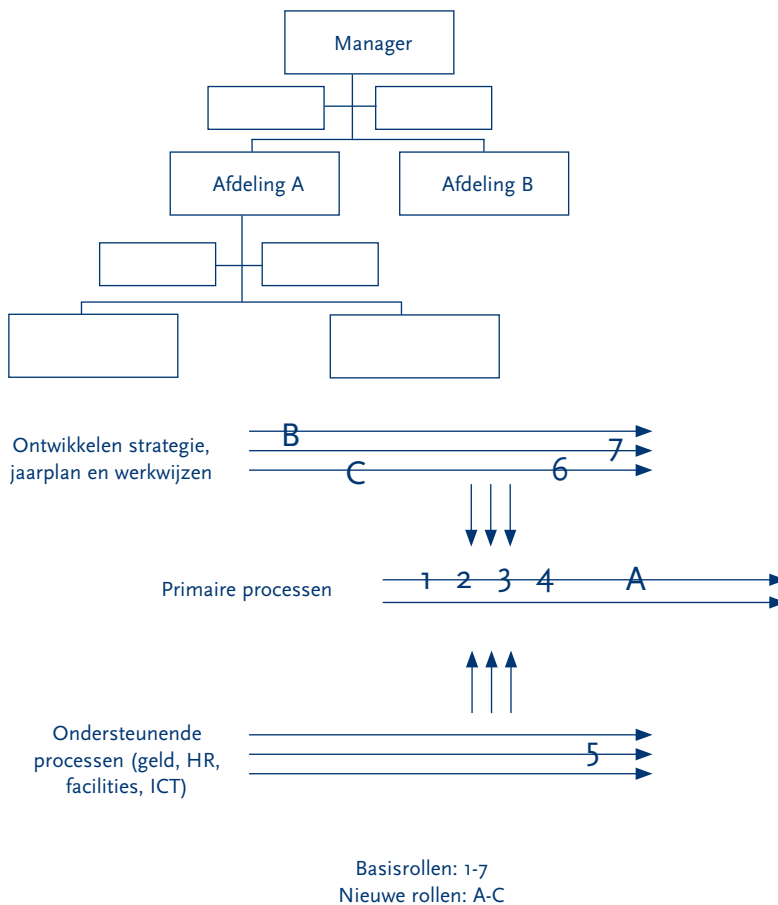 Manager
Afdeling A
Afdeling B
B
7
Ontwikkelen strategie,
jaarplan en werkwijzen
C
6
Primaire processen
1 2 3 4 A
Ondersteunende
processen (geld, HR,
facilities, ICT)
5
Basisrollen: 1-7
Nieuwe rollen: A-C